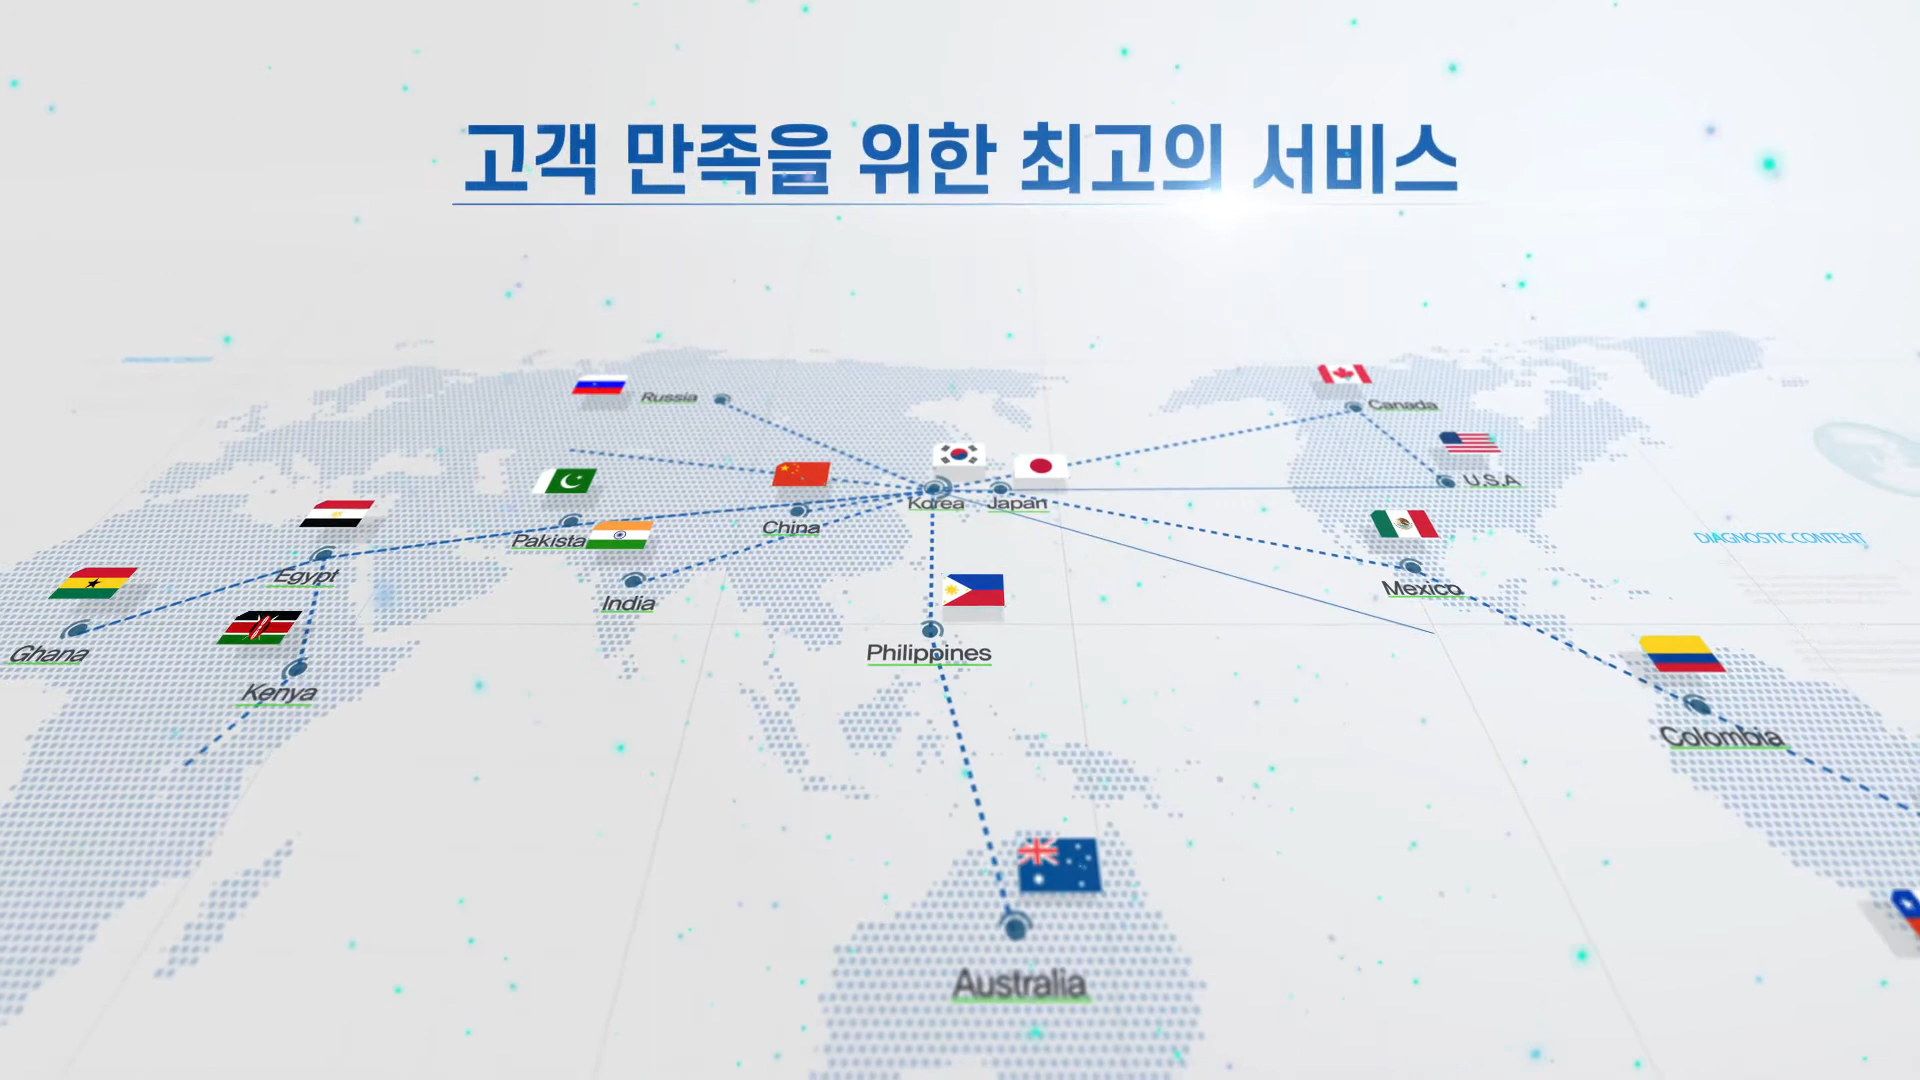 고객 만족을 위한 최고의 서비스
Russia
Canada
U.S.A
Korea
Japan
China
Pakista
Egypt
India
Mexico
DIAGNOSTIC CONTENT
Ghana
Kenya
Philippines
Colombia
Australia